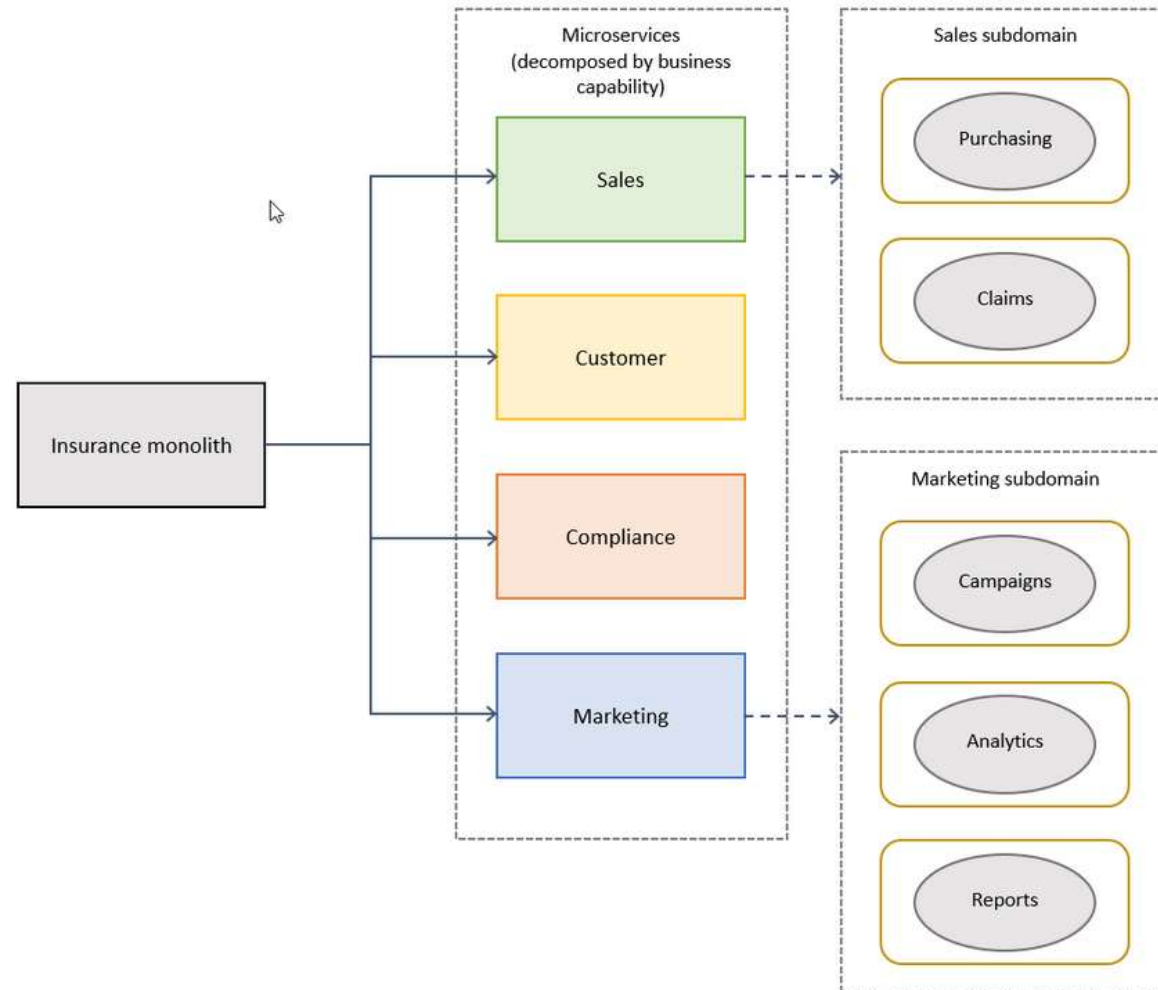 Microservices
(decomposed by business
capability)
Sales
Customer
Compliance
Marketing
Insurance monolith
Sales subdomain
Purchasing
Claims
Marketing subdomain
Campaigns
Analytics
Reports